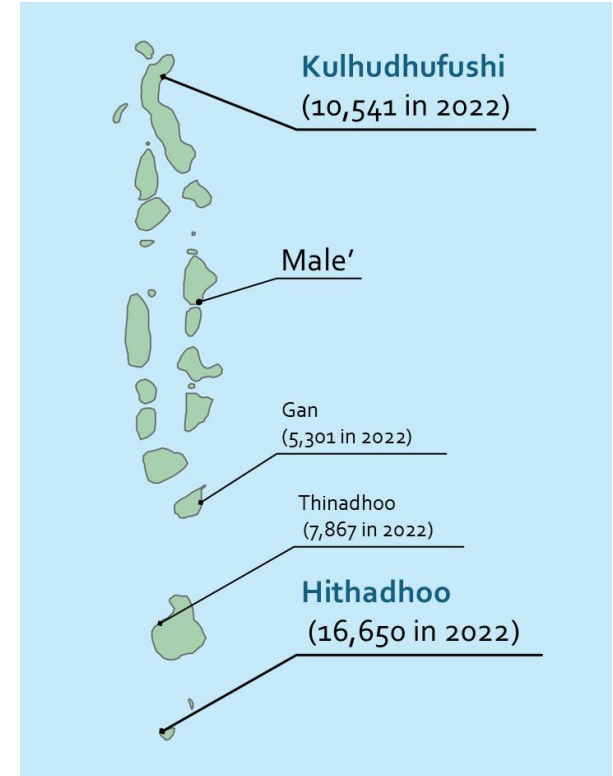 Kulhudhufushi
(10,541 in 2022)
Male’
Gan
(5,301 in 2022)
Thinadhoo
(7,867 in 2022)
Hithadhoo
(16,650 in 2022)